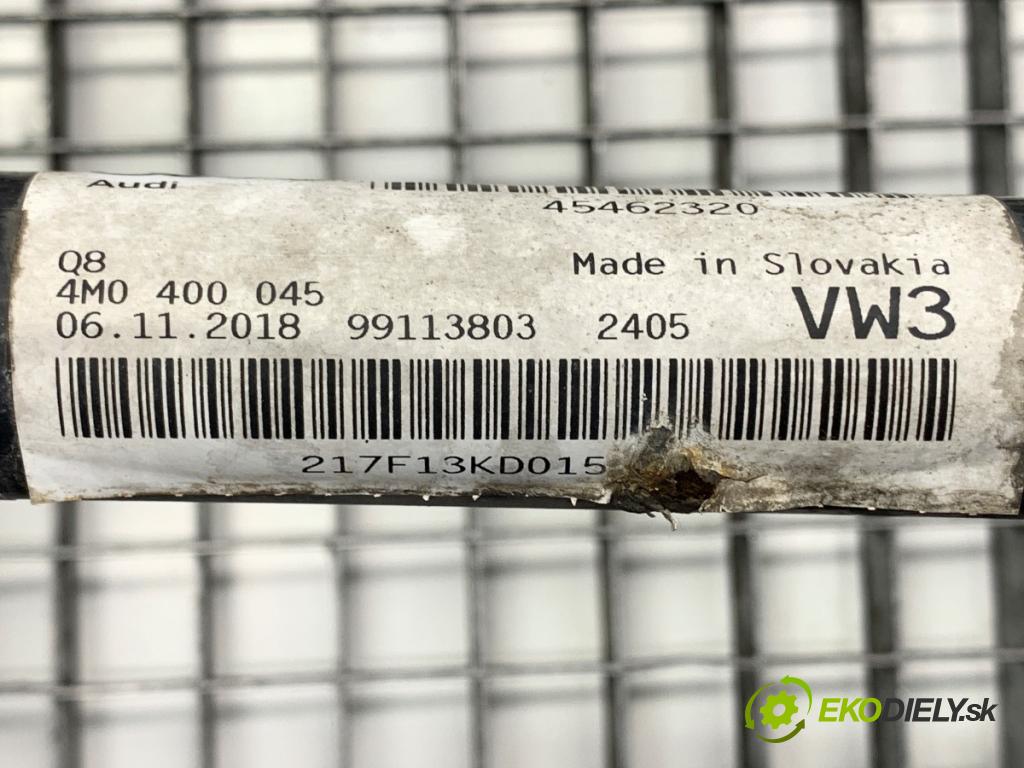 Audi
45462320
Q8
Made in Slovakia
4M0 400 045
VW3
06.11.2018 99113803 2405
217F13KD015
EKODIELY.sk